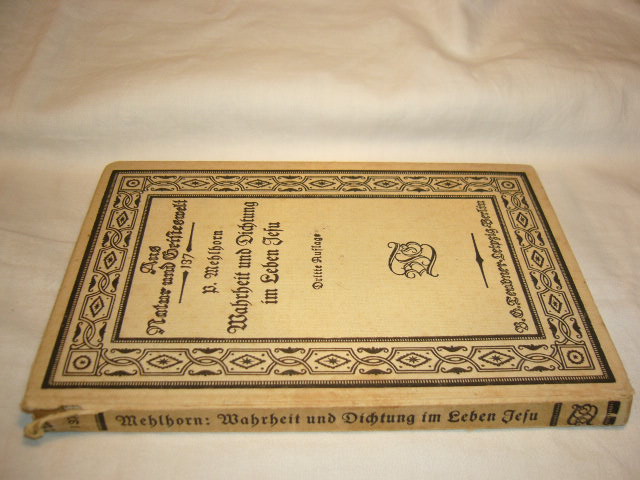 Aus
Natur und Geisteswelt
137
P. Mehlhorn
Wahrheit und Dichtung
im Leben Jesu
Dritte Auflage
B.G.Teubner·Leipzig·Berlin
Mehlhorn: Wahrheit und Dichtung im Leben Jesu